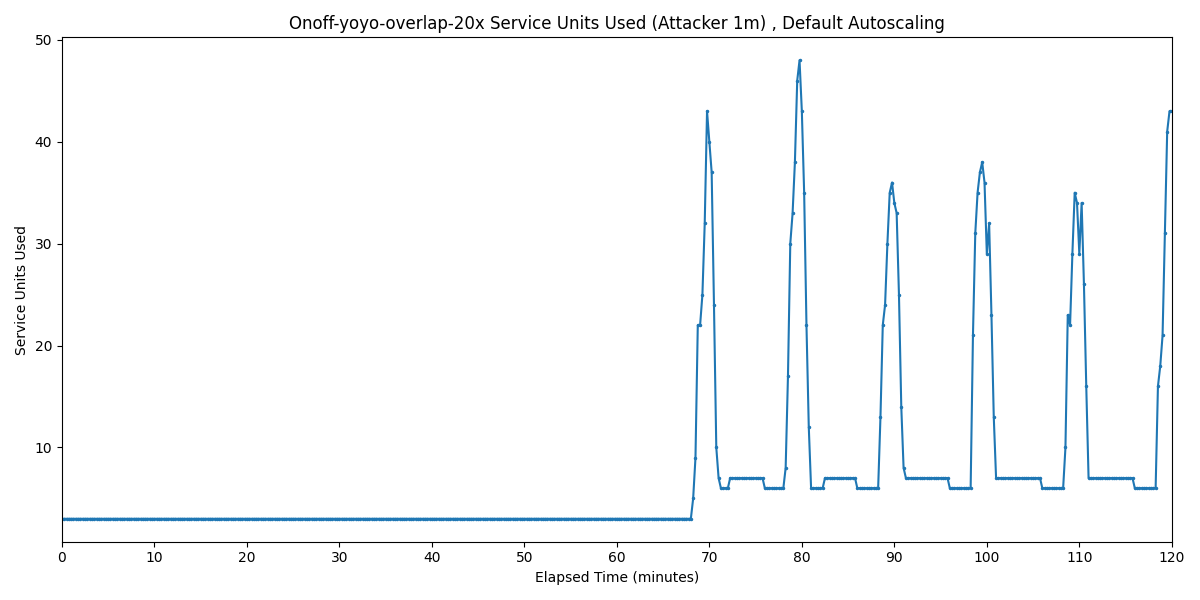 Onoff-yoyo-overlap-20x Service Units Used (Attacker 1m) , Default Autoscaling
Service Units Used
50
40
30
20
10
0 10 20 30 40 50 60 70 80 90 100 110 120
Elapsed Time (minutes)